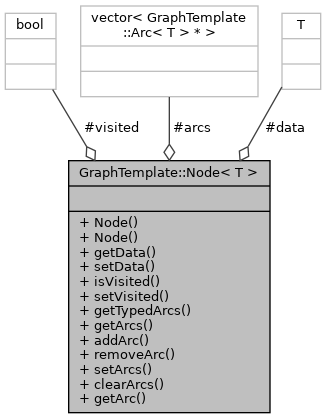 bool
vector< GraphTemplate
::Arc< T > * >
T
#visited
#arcs
#data
GraphTemplate::Node< T >
+ Node()
+ Node()
+ getData()
+ setData()
+ isVisited()
+ setVisited()
+ getTypedArcs()
+ getArcs()
+ addArc()
+ removeArc()
+ setArcs()
+ clearArcs()
+ getArc()